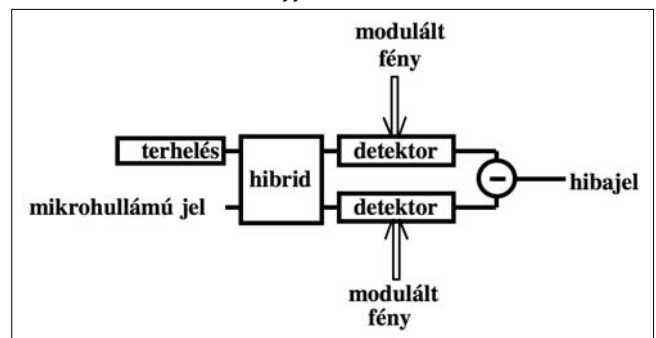 modulált
fény
terhelés
hibrid
detektor
mikrohullámú jel
detektor
hibajel
modulált
fény